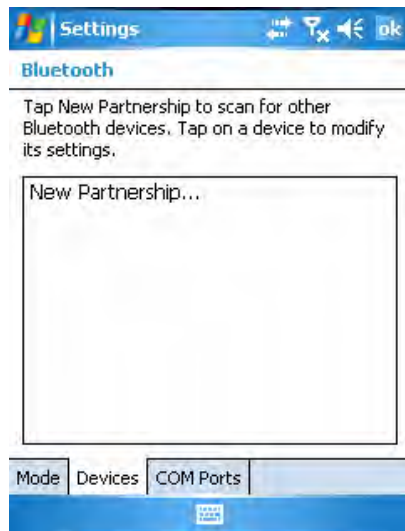 Settings
ok
Bluetooth
Tap New Partnership to scan for other
Bluetooth devices. Tap on a device to modify
its settings.
New Partnership...
Mode Devices COM Ports